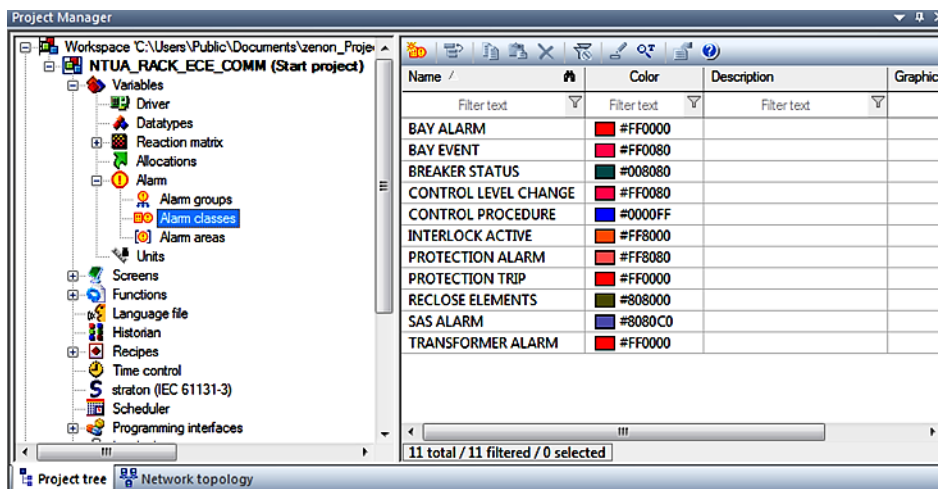 Project Manager
Workspace 'C:\Users\Public\Documents\zenon_Proje
NTUA_RACK_ECE_COMM (Start project)
Variables
Driver
Datatypes
Reaction matrix
Allocations
Alarm
Alarm groups
Alarm classes
Alarm areas
Units
Screens
Functions
Language file
Historian
Recipes
Time control
straton (IEC 61131-3)
Scheduler
Programming interfaces
Name Color Description Graphic
Filter text Filter text Filter text
BAY ALARM #FF0000
BAY EVENT #FF0080
BREAKER STATUS #008080
CONTROL LEVEL CHANGE #FF0080
CONTROL PROCEDURE #0000FF
INTERLOCK ACTIVE #FF8000
PROTECTION ALARM #FF8080
PROTECTION TRIP #FF0000
RECLOSE ELEMENTS #808000
SAS ALARM #8080C0
TRANSFORMER ALARM #FF0000
11 total / 11 filtered / 0 selected
Project tree Network topology